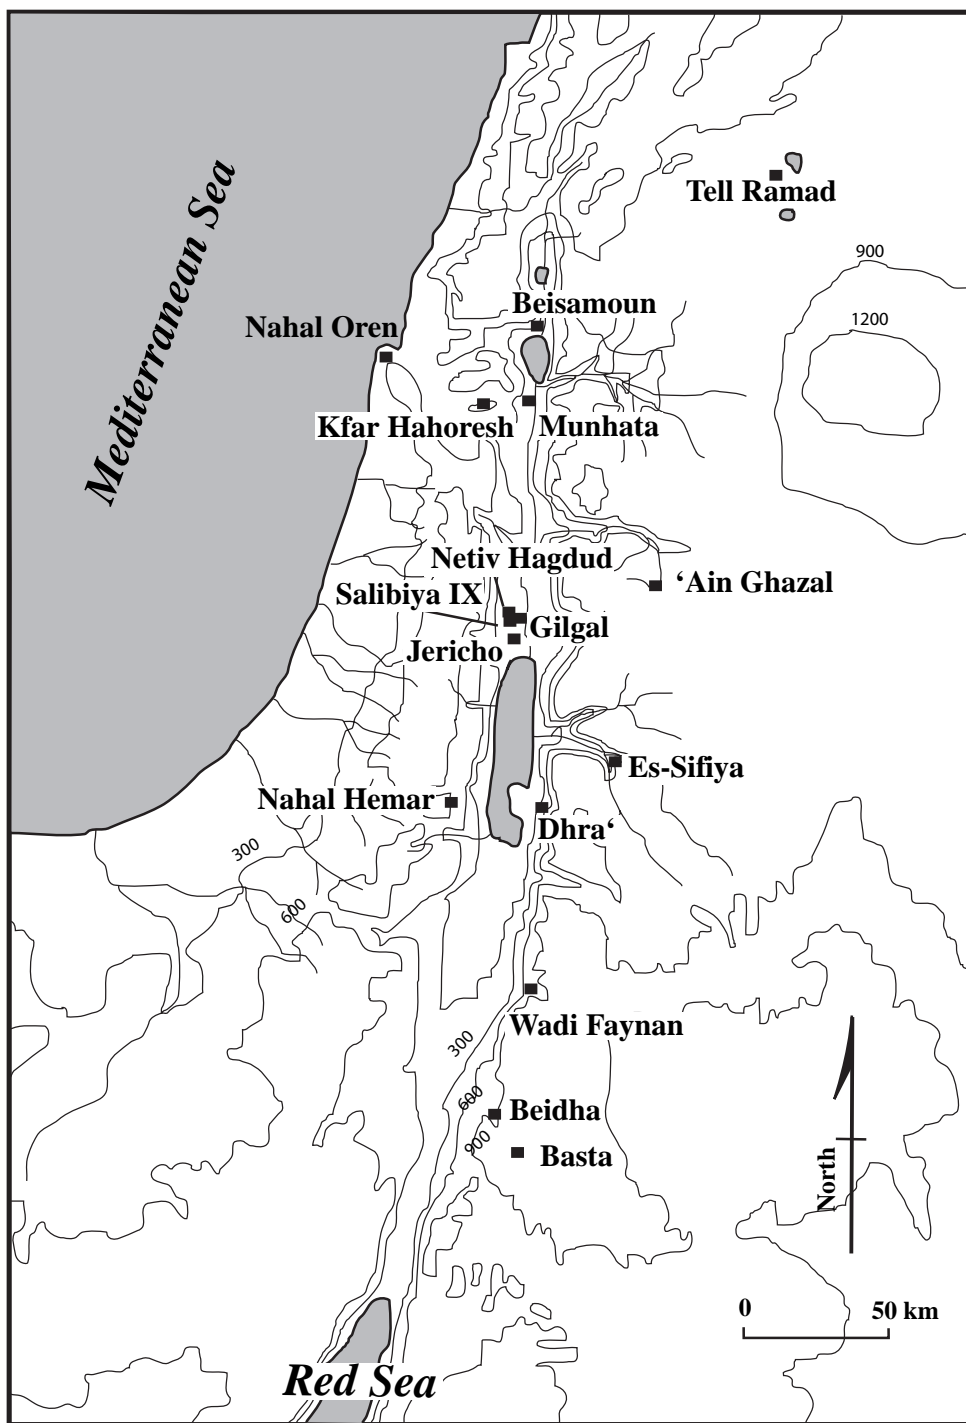 Mediterranean Sea
Tell Ramad
900
1200
Beisamoun
Nahal Oren
Kfar Hahoresh
Munhata
Netiv Hagdud
‘Ain Ghazal
Salibiya IX
Gilgal
Jericho
Es-Sifiya
Nahal Hemar
Dhra‘
300
600
Wadi Faynan
300
600
Beidha
900
Basta
North
0 50 km
Red Sea